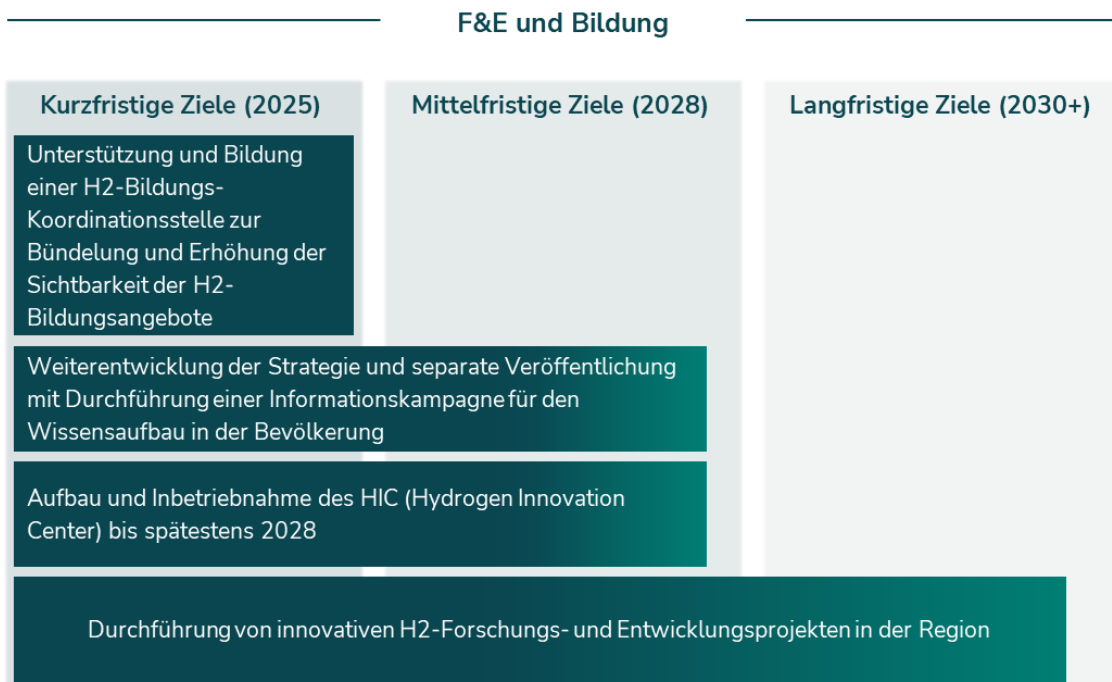 F&E und Bildung
Kurzfristige Ziele (2025)
Mittelfristige Ziele (2028)
Langfristige Ziele (2030+)
Unterstützung und Bildung
einer H2-Bildungs-
Koordinationsstelle zur
Bündelung und Erhöhung der
Sichtbarkeit der H2-
Bildungsangebote
Weiterentwicklung der Strategie und separate Veröffentlichung
mit Durchführung einer Informationskampagne für den
Wissensaufbau in der Bevölkerung
Aufbau und Inbetriebnahme des HIC (Hydrogen Innovation
Center) bis spätestens 2028
Durchführung von innovativen H2-Forschungs- und Entwicklungsprojekten in der Region